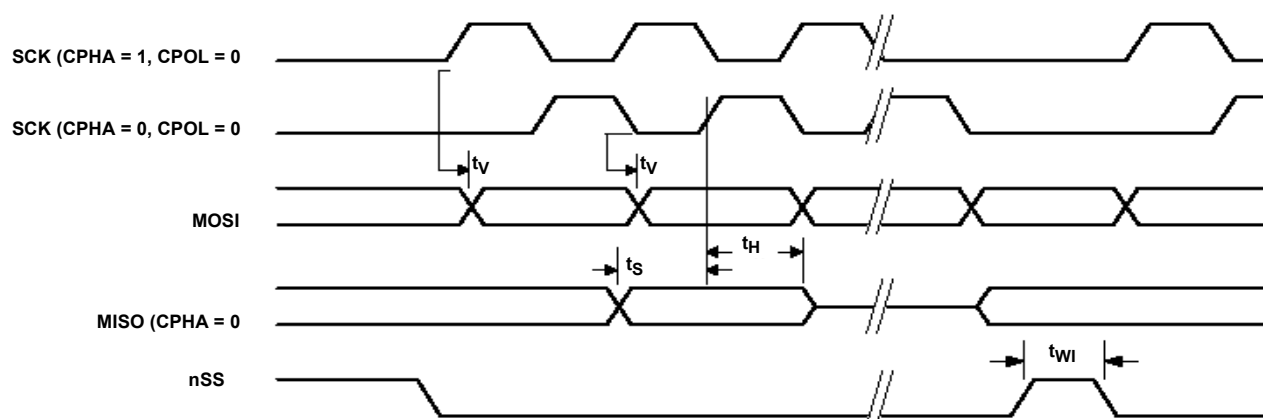 SCK (CPHA = 1, CPOL = 0
SCK (CPHA = 0, CPOL = 0
tV
tV
MOSI
tH
tS
MISO (CPHA = 0
tWI
nSS